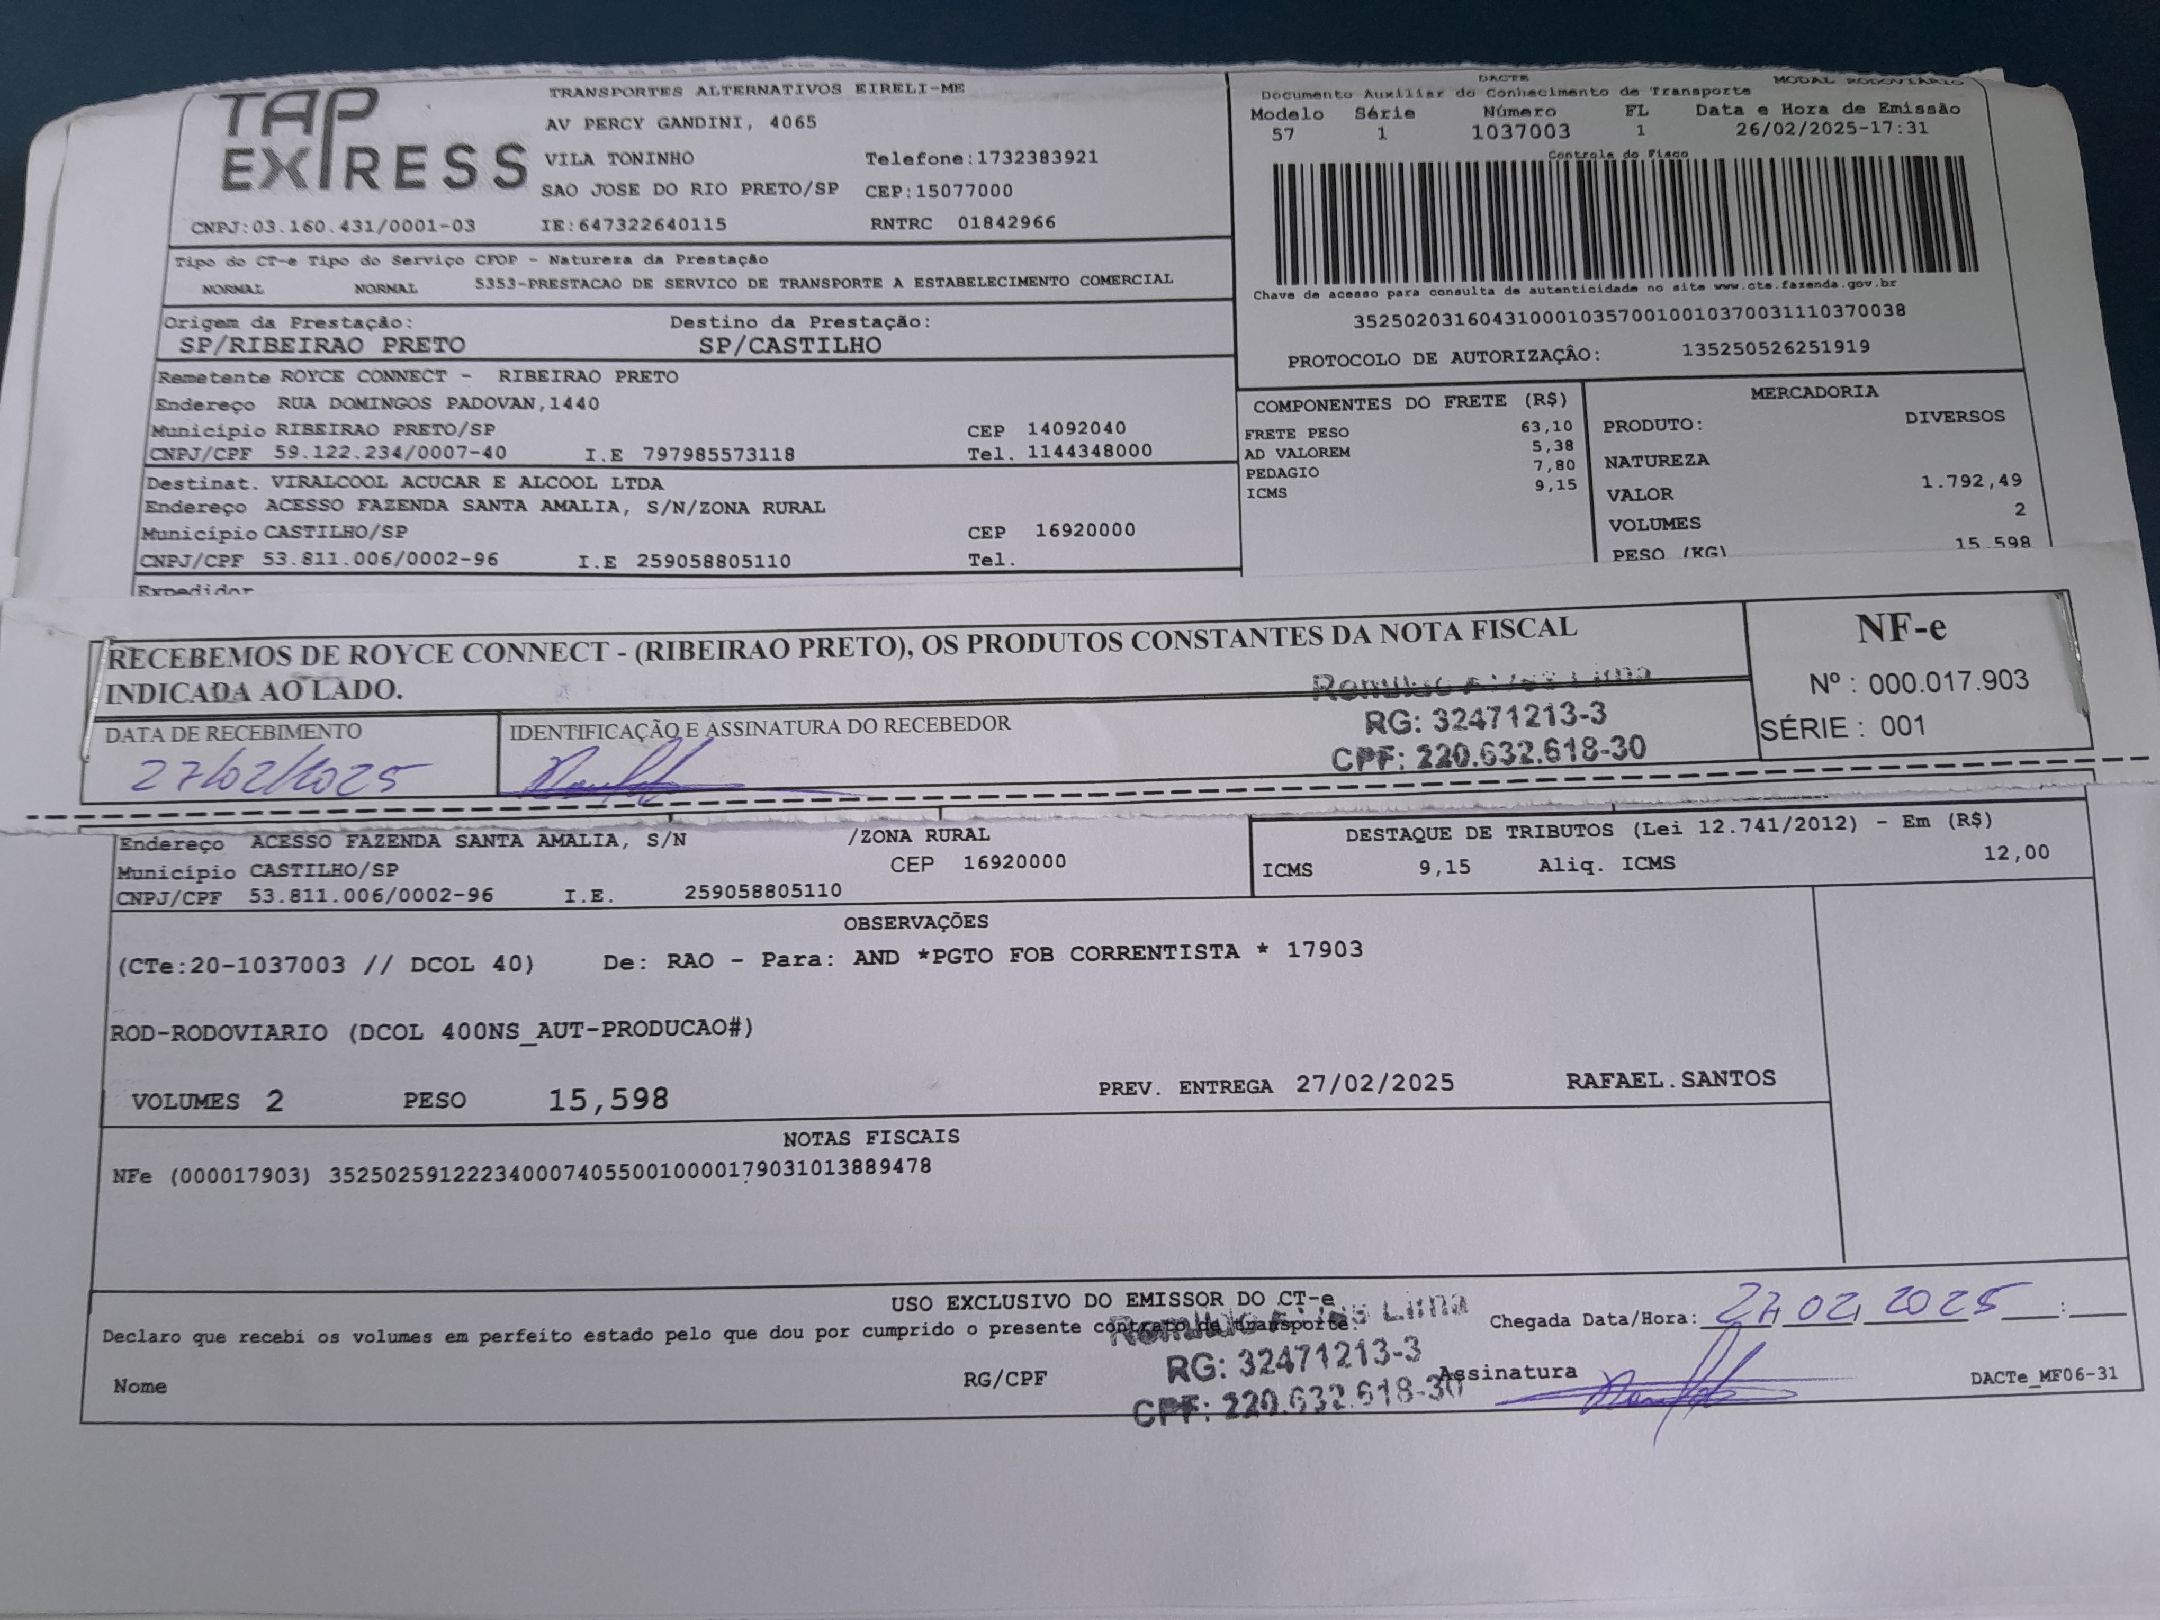 TAP EXPRESS
TRANSPORTES ALTERNATIVOS EIRELI-ME
AV PERCY GANDINI, 4065
VILA TONINHO Telefone:1732383921
SAO JOSE DO RIO PRETO/SP CEP:15077000
CNPJ:03.160.431/0001-03 IE:647322640115 RNTRC 01842966
DACTE MODAL RODOVIÁRIO
Documento Auxiliar do Conhecimento de Transporte
Modelo Série Número FL Data e Hora de Emissão
57 1 1037003 1 26/02/2025-17:31
Controle do Fisco
Chave de acesso para consulta de autenticidade no site www.cte.fazenda.gov.br
35250203160431000103570010010370031110370038
PROTOCOLO DE AUTORIZAÇÃO: 135250526251919
Tipo do CT-e Tipo do Serviço CFOP - Natureza da Prestação
NORMAL NORMAL 5353-PRESTACAO DE SERVICO DE TRANSPORTE A ESTABELECIMENTO COMERCIAL
Origem da Prestação: Destino da Prestação:
SP/RIBEIRAO PRETO SP/CASTILHO
Remetente ROYCE CONNECT - RIBEIRAO PRETO
Endereço RUA DOMINGOS PADOVAN,1440
Município RIBEIRAO PRETO/SP CEP 14092040
CNPJ/CPF 59.122.234/0007-40 I.E 797985573118 Tel. 1144348000
Destinat. VIRALCOOL ACUCAR E ALCOOL LTDA
Endereço ACESSO FAZENDA SANTA AMALIA, S/N/ZONA RURAL
Município CASTILHO/SP CEP 16920000
CNPJ/CPF 53.811.006/0002-96 I.E 259058805110 Tel.
Expedidor
COMPONENTES DO FRETE (R$)
FRETE PESO 63,10
AD VALOREM 5,38
PEDAGIO 7,80
ICMS 9,15
MERCADORIA
PRODUTO: DIVERSOS
NATUREZA
VALOR 1.792,49
VOLUMES 2
PESO (KG) 15,598
RECEBEMOS DE ROYCE CONNECT - (RIBEIRAO PRETO), OS PRODUTOS CONSTANTES DA NOTA FISCAL
INDICADA AO LADO.
NF-e
Nº : 000.017.903
SÉRIE : 001
DATA DE RECEBIMENTO IDENTIFICAÇÃO E ASSINATURA DO RECEBEDOR
27/02/2025
Romulo Alves Lima
RG: 32471213-3
CPF: 220.632.618-30
Endereço ACESSO FAZENDA SANTA AMALIA, S/N /ZONA RURAL
Município CASTILHO/SP CEP 16920000
CNPJ/CPF 53.811.006/0002-96 I.E. 259058805110
DESTAQUE DE TRIBUTOS (Lei 12.741/2012) - Em (R$)
ICMS 9,15 Aliq. ICMS 12,00
OBSERVAÇÕES
(CTe:20-1037003 // DCOL 40) De: RAO - Para: AND *PGTO FOB CORRENTISTA * 17903
ROD-RODOVIARIO (DCOL 400NS_AUT-PRODUCAO#)
VOLUMES 2 PESO 15,598 PREV. ENTREGA 27/02/2025 RAFAEL.SANTOS
NOTAS FISCAIS
NFe (000017903) 35250259122234000740550010000179031013889478
USO EXCLUSIVO DO EMISSOR DO CT-e
Declaro que recebi os volumes em perfeito estado pelo que dou por cumprido o presente contrato de transporte.
Chegada Data/Hora: 27 02 2025 :
Nome RG/CPF Assinatura DACTe_MF06-31
Romulo Alves Lima
RG: 32471213-3
CPF: 220.632.618-30